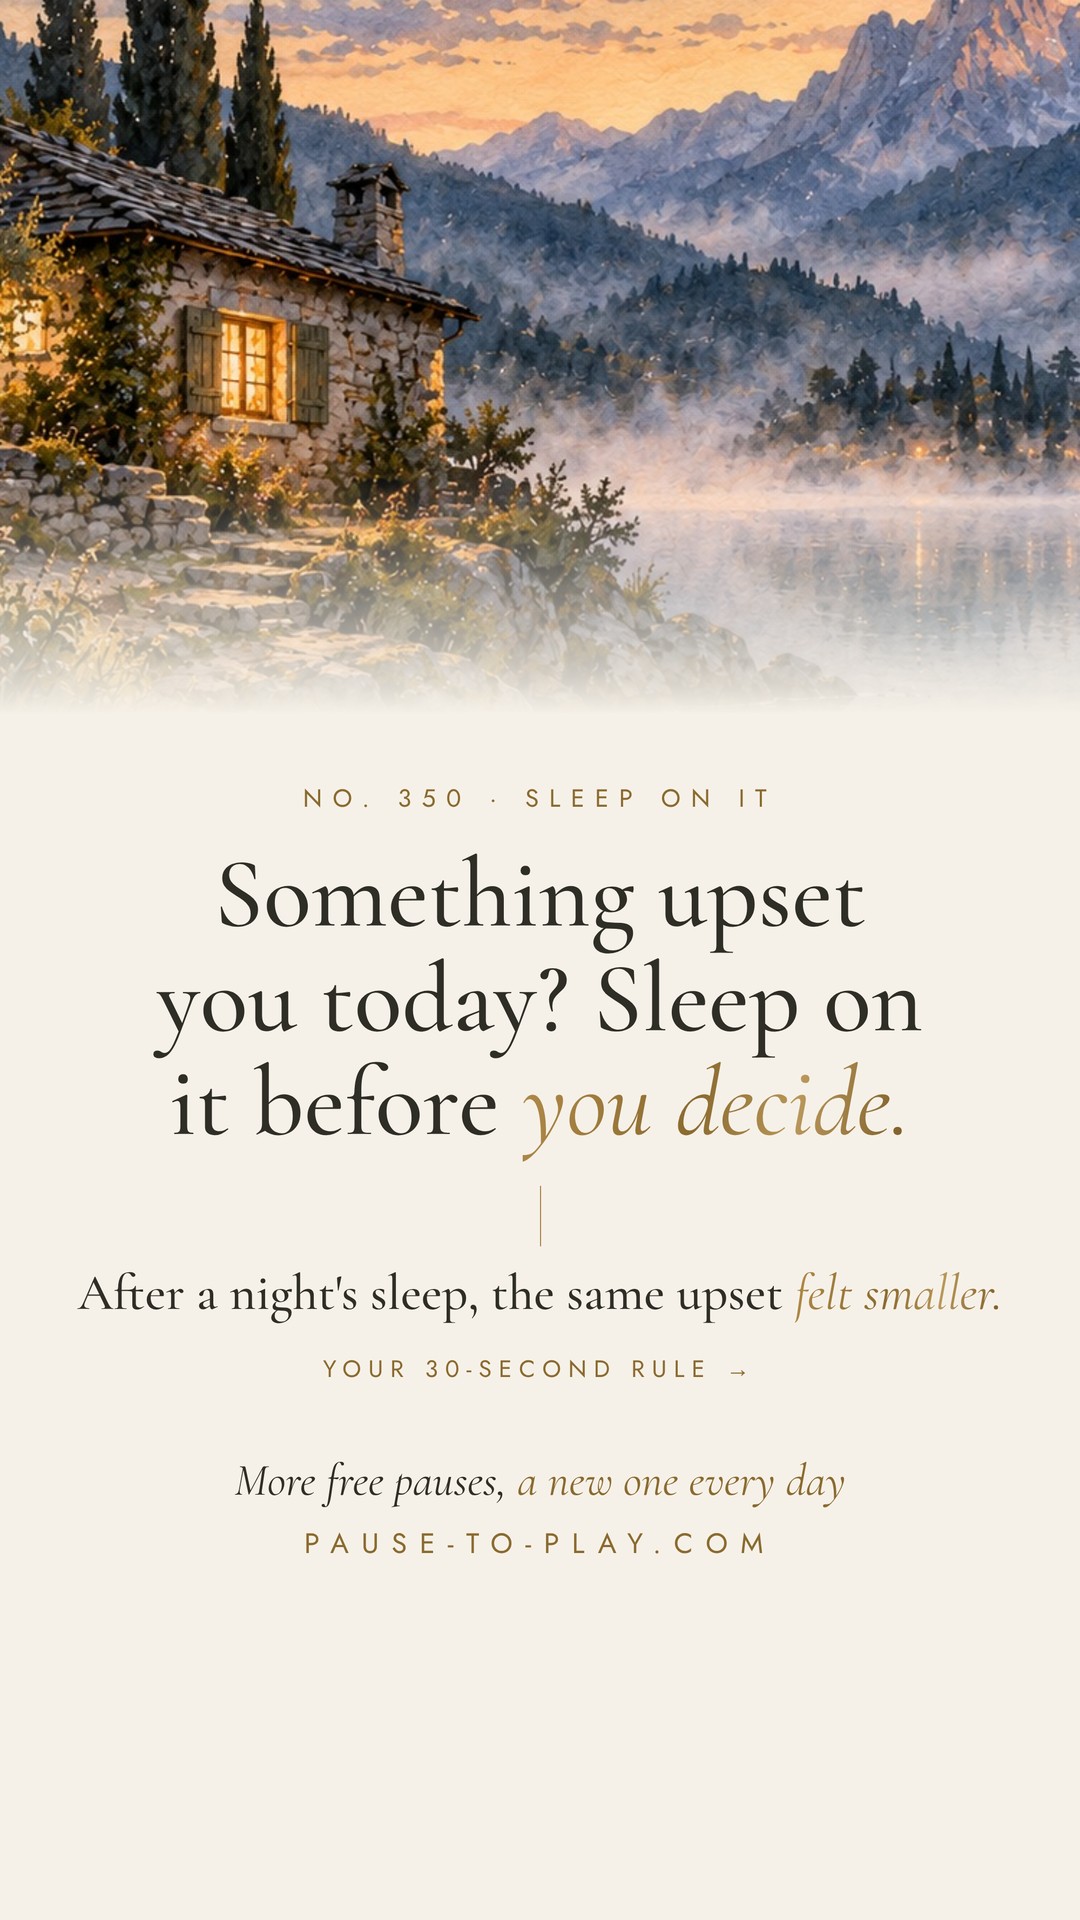 NO. 350 · SLEEP ON IT
Something upset
you today? Sleep on
it before you decide.
After a night's sleep, the same upset felt smaller.
YOUR 30-SECOND RULE →
More free pauses, a new one every day
PAUSE-TO-PLAY.COM